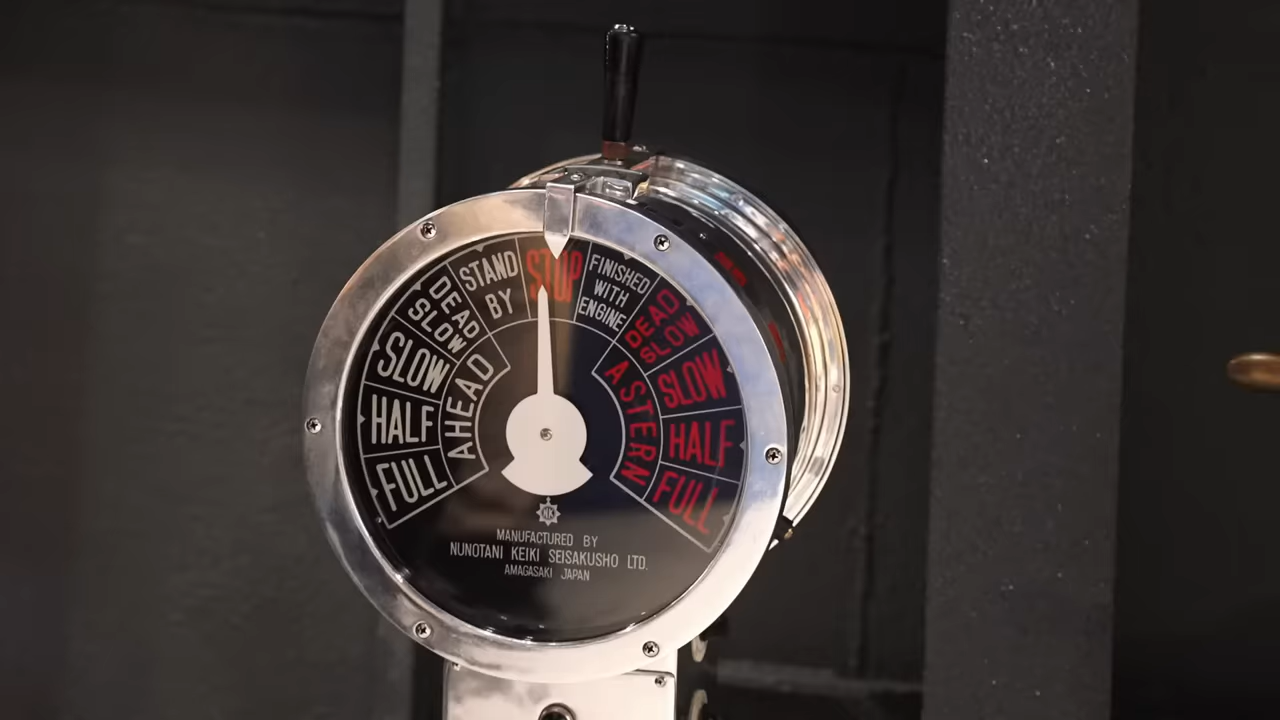 STAND
BY
STOP
FINISHED
WITH
ENGINE
DEAD
SLOW
DEAD
SLOW
SLOW
SLOW
HALF
HALF
FULL
FULL
AHEAD
ASTERN
NK
MANUFACTURED BY
NUNOTANI KEIKI SEISAKUSHO LTD.
AMAGASAKI JAPAN